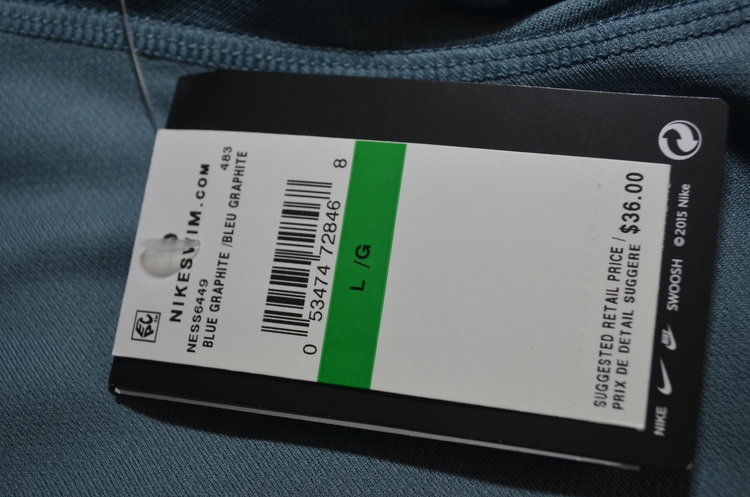 NIKESWIM.COM
NESS6449 483
BLUE GRAPHITE /BLEU GRAPHITE
0 53474 72846 8
L /G
SUGGESTED RETAIL PRICE /
PRIX DE DETAIL SUGGERE $36.00
NIKE SWOOSH ©2015 Nike